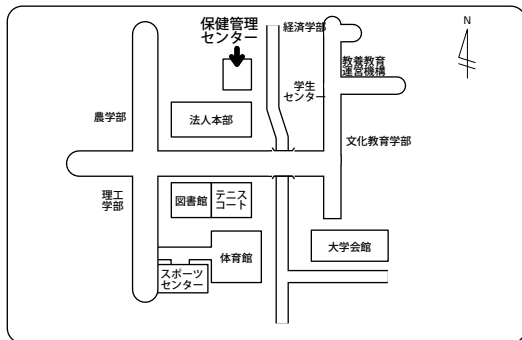 保健管理
センター
経済学部
N
教養教育
運営機構
学生
センター
農学部
法人本部
文化教育学部
理工
学部
図書館
テニス
コート
体育館
大学会館
スポーツ
センター